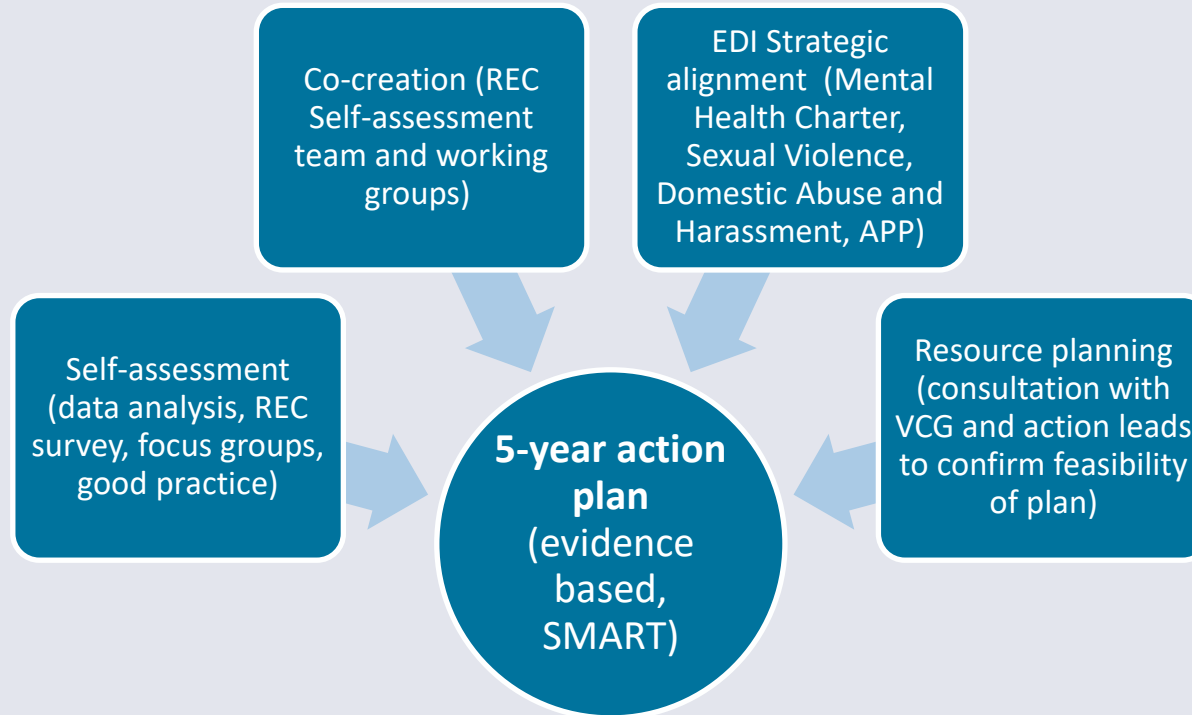 Co-creation (REC
Self-assessment
team and working
groups)
EDI Strategic
alignment  (Mental
Health Charter,
Sexual Violence,
Domestic Abuse and
Harassment, APP)
Self-assessment
(data analysis, REC
survey, focus groups,
good practice)
Resource planning
(consultation with
VCG and action leads
to confirm feasibility
of plan)
5-year action
plan
(evidence
based,
SMART)